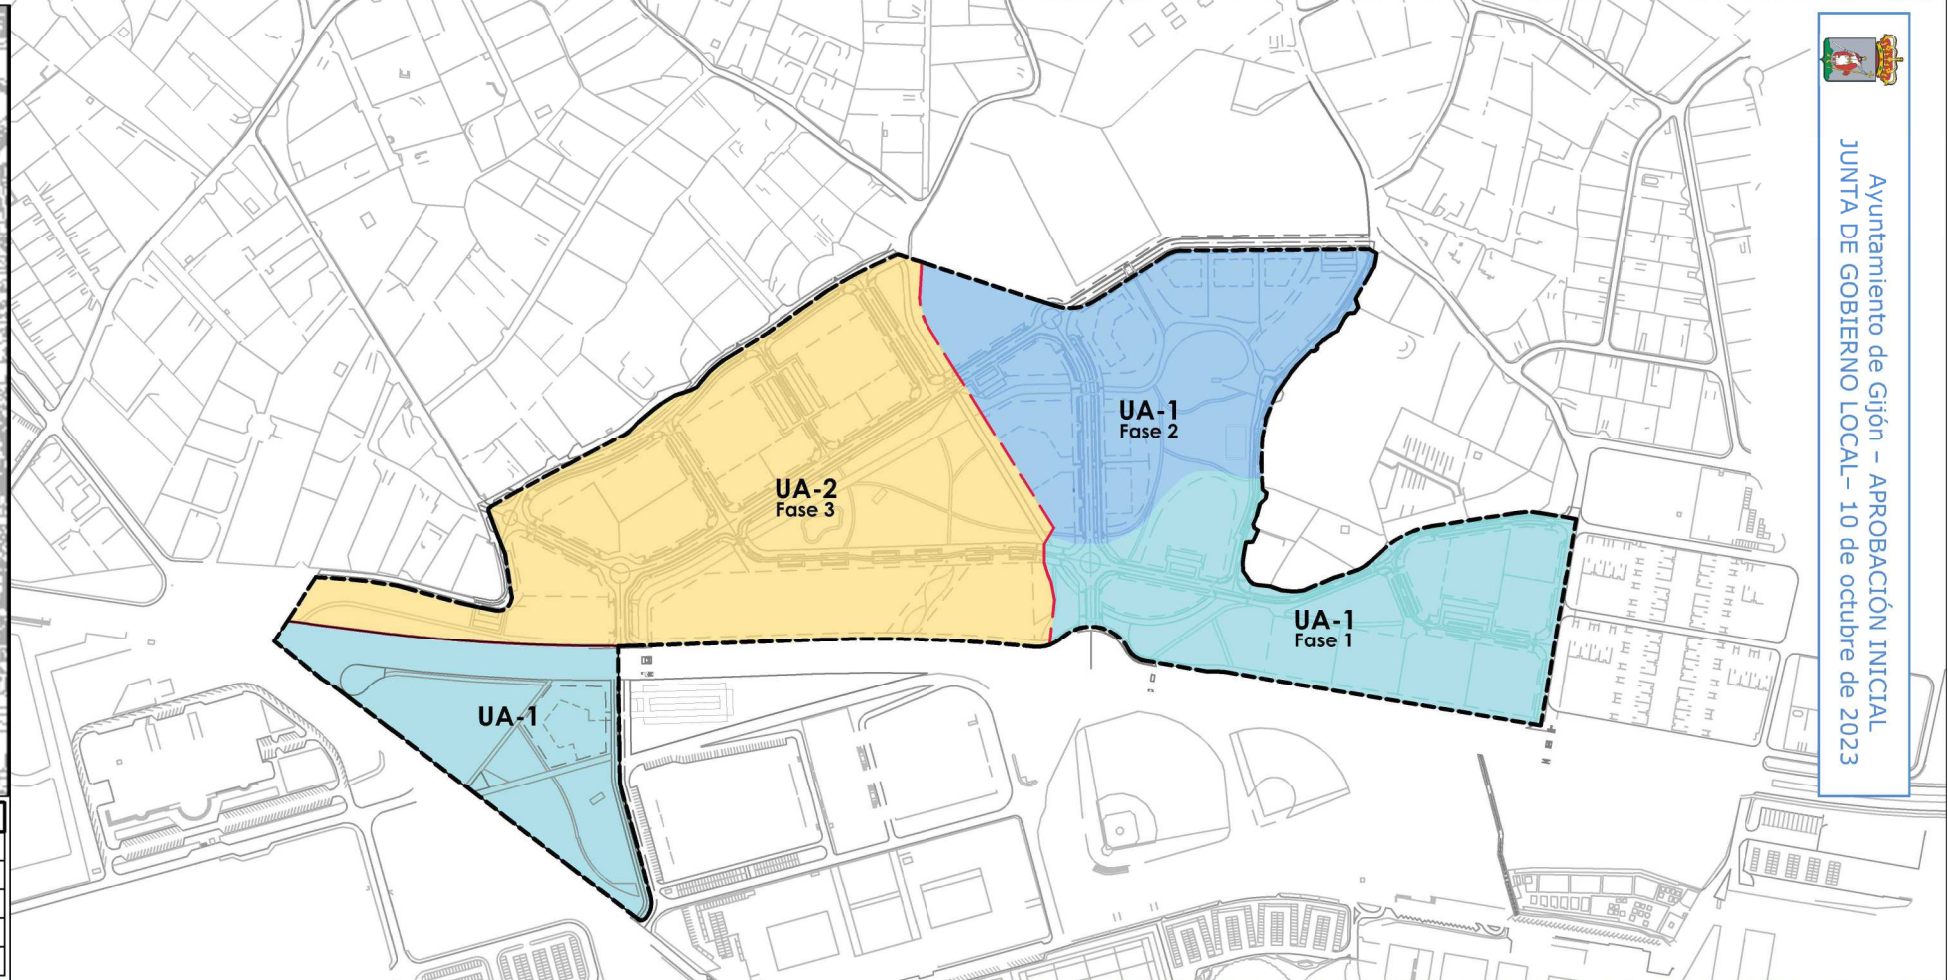 UA-1
Fase 2
UA-2
Fase 3
UA-1
Fase 1
UA-1
Ayuntamiento de Gijón – APROBACIÓN INICIAL
JUNTA DE GOBIERNO LOCAL– 10 de octubre de 2023